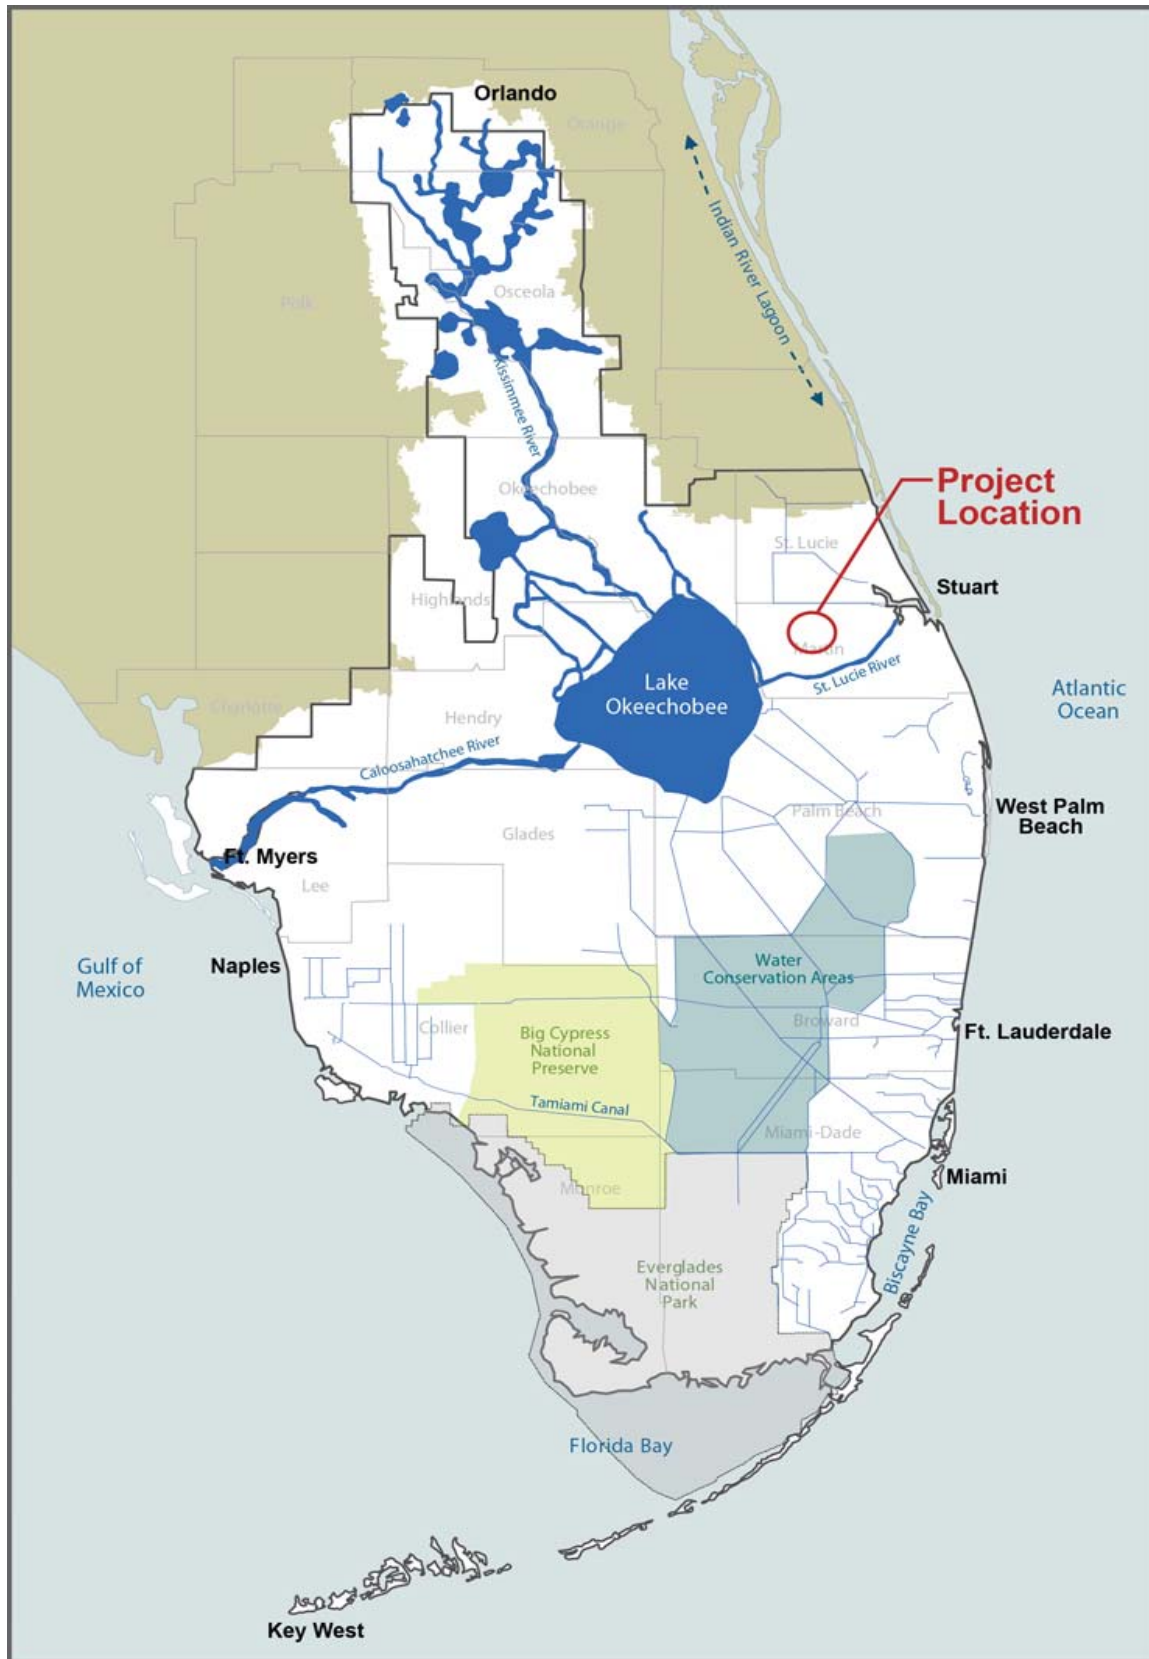 Orlando
Orange
Indian River Lagoon
Polk
Osceola
Kissimmee River
Okeechobee
Project
Location
St. Lucie
Stuart
Highlands
Martin
St. Lucie River
Lake
Okeechobee
Atlantic
Ocean
Charlotte
Hendry
Caloosahatchee River
West Palm
Beach
Palm Beach
Glades
Ft. Myers
Lee
Gulf of
Mexico
Naples
Water
Conservation Areas
Collier
Big Cypress
National
Preserve
Broward
Ft. Lauderdale
Tamiami Canal
Miami-Dade
Miami
Monroe
Biscayne Bay
Everglades
National
Park
Florida Bay
Key West